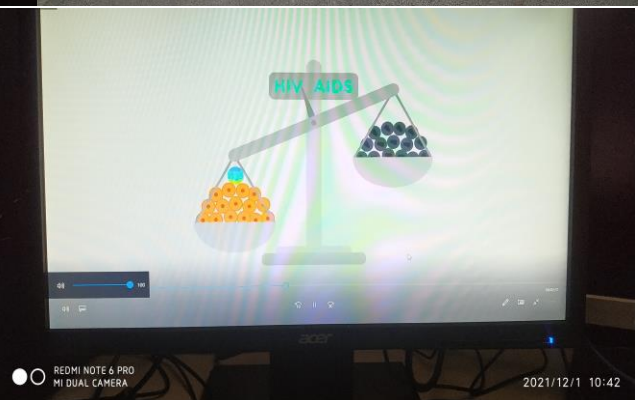 HIV AIDS
100
acer
REDMI NOTE 6 PRO
MI DUAL CAMERA
2021/12/1 10:42